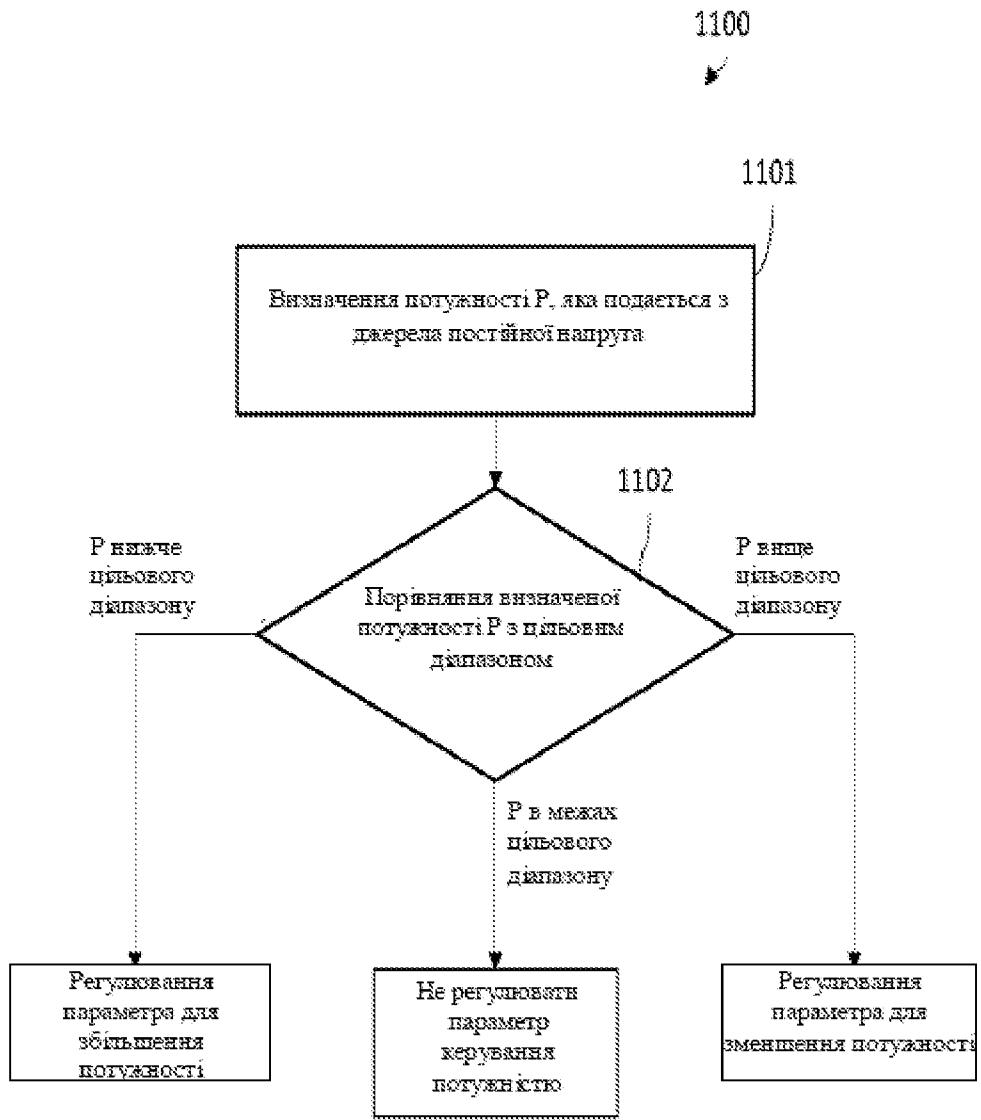 1100
1101
Визначення потужності P, яка подається з
джерела постійної напруга
1102
P нижче
цільового
діапазону
P вище
цільового
діапазону
Порівняння визначеної
потужності P з цільовим
діапазоном
P в межах
цільового
діапазону
Регулювання
параметра для
збільшення
потужності
Не регулювати
параметр
керування
потужністю
Регулювання
параметра для
зменшення потужності